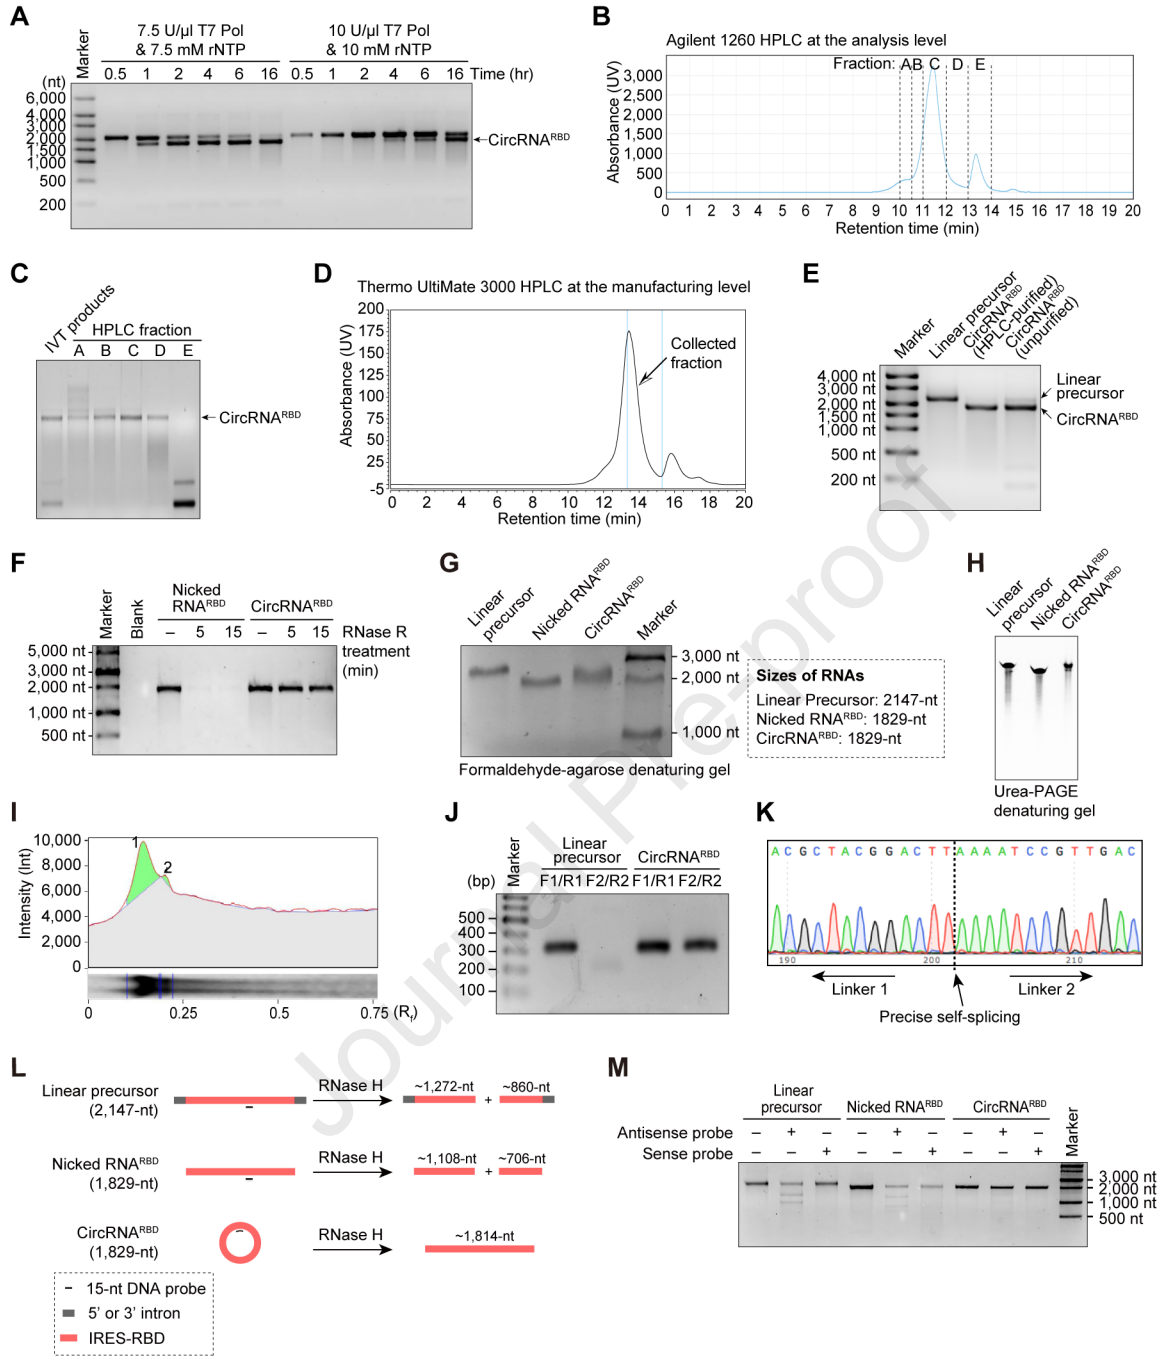 A
7.5 U/µl T7 Pol & 7.5 mM rNTP
10 U/µl T7 Pol & 10 mM rNTP
Marker
(nt)
0.5 1 2 4 6 16 0.5 1 2 4 6 16 Time (hr)
6,000
4,000
3,000
2,000
1,500
1,000
500
200
CircRNA^RBD
B
Agilent 1260 HPLC at the analysis level
Fraction: A B C D E
Absorbance (UV)
3,000
2,500
2,000
1,500
1,000
500
0
0 1 2 3 4 5 6 7 8 9 10 11 12 13 14 15 16 17 18 19 20
Retention time (min)
C
IVT products
HPLC fraction
A B C D E
CircRNA^RBD
D
Thermo UltiMate 3000 HPLC at the manufacturing level
Absorbance (UV)
200
175
150
125
100
75
50
25
-5
Collected fraction
0 2 4 6 8 10 12 14 16 18 20
Retention time (min)
E
Marker
Linear precursor
CircRNA^RBD (HPLC-purified)
CircRNA^RBD (unpurified)
4,000 nt
3,000 nt
2,000 nt
1,500 nt
1,000 nt
500 nt
200 nt
Linear precursor
CircRNA^RBD
F
Marker
Blank
Nicked RNA^RBD
CircRNA^RBD
– 5 15 – 5 15 RNase R treatment (min)
5,000 nt
3,000 nt
2,000 nt
1,000 nt
500 nt
G
Linear precursor
Nicked RNA^RBD
CircRNA^RBD
Marker
3,000 nt
2,000 nt
1,000 nt
Formaldehyde-agarose denaturing gel
Sizes of RNAs
Linear Precursor: 2147-nt
Nicked RNA^RBD: 1829-nt
CircRNA^RBD: 1829-nt
H
Linear precursor
Nicked RNA^RBD
CircRNA^RBD
Urea-PAGE
denaturing gel
I
Intensity (Int)
10,000
8,000
6,000
4,000
2,000
0
1
2
0 0.25 0.5 0.75 (Rf)
J
Marker
Linear precursor
CircRNA^RBD
(bp)
F1/R1 F2/R2 F1/R1 F2/R2
500
400
300
200
100
K
A C G C T A C G G A C T T A A A A T C C G T T G A C
190 200 210
Linker 1
Linker 2
Precise self-splicing
L
Linear precursor
(2,147-nt)
RNase H
~1,272-nt + ~860-nt
Nicked RNA^RBD
(1,829-nt)
RNase H
~1,108-nt + ~706-nt
CircRNA^RBD
(1,829-nt)
RNase H
~1,814-nt
15-nt DNA probe
5' or 3' intron
IRES-RBD
M
Linear precursor
Nicked RNA^RBD
CircRNA^RBD
Marker
Antisense probe – + – – + – – + –
Sense probe – – + – – + – – +
3,000 nt
2,000 nt
1,000 nt
500 nt
Journal Pre-proof